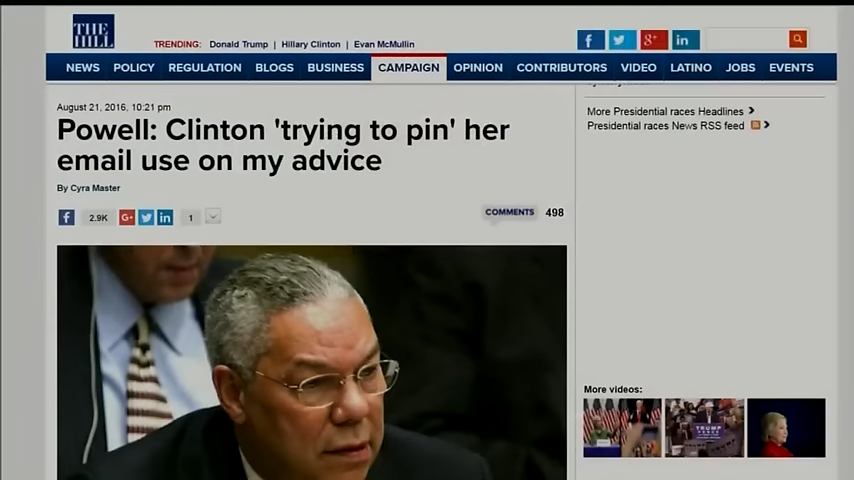 THE
HILL
TRENDING: Donald Trump | Hillary Clinton | Evan McMullin
NEWS POLICY REGULATION BLOGS BUSINESS CAMPAIGN OPINION CONTRIBUTORS VIDEO LATINO JOBS EVENTS
August 21, 2016, 10:21 pm
Powell: Clinton 'trying to pin' her
email use on my advice
By Cyra Master
2.9K
G+
1
COMMENTS 498
More Presidential races Headlines
Presidential races News RSS feed
More videos:
TRUMP
PENCE